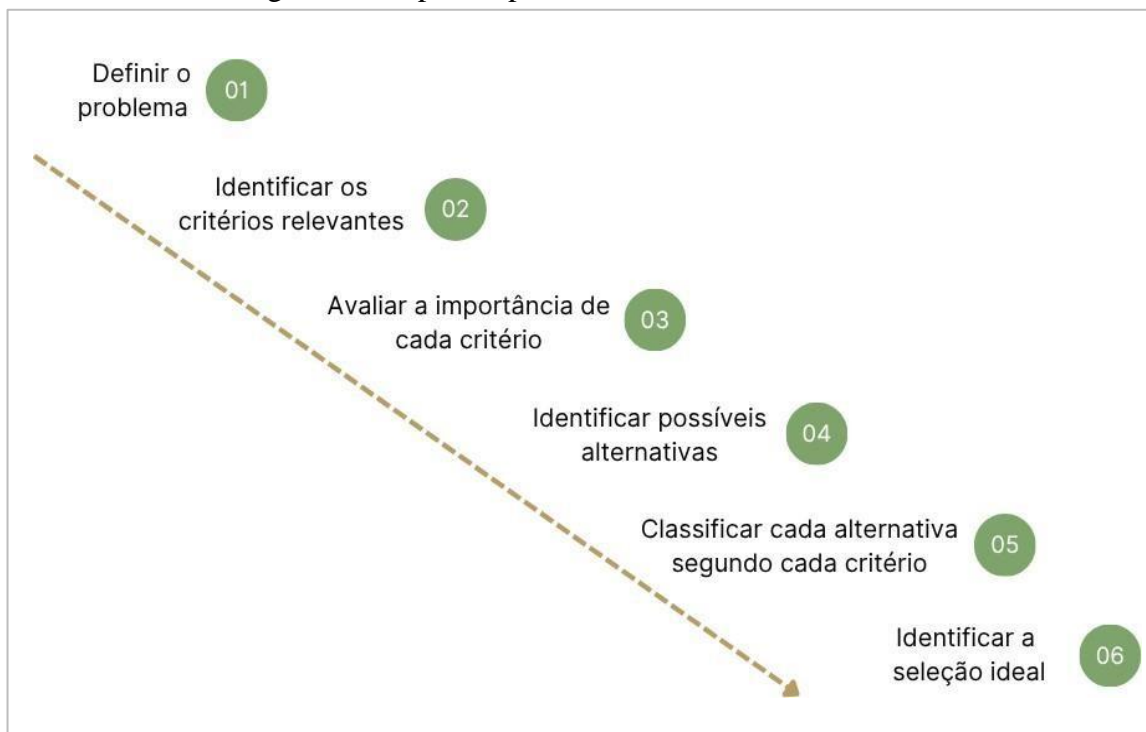 Definir o
problema
01
Identificar os
critérios relevantes
02
Avaliar a importância de
cada critério
03
Identificar possíveis
alternativas
04
Classificar cada alternativa
segundo cada critério
05
Identificar a
seleção ideal
06